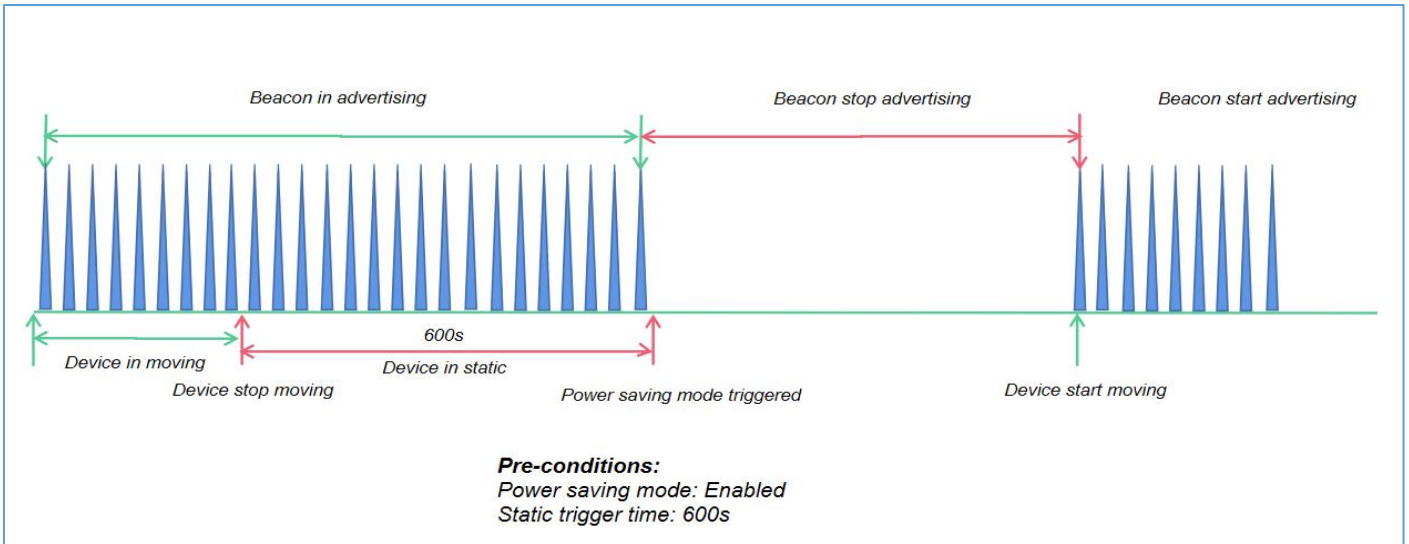 Beacon in advertising
Beacon stop advertising
Beacon start advertising
600s
Device in moving
Device in static
Device stop moving
Power saving mode triggered
Device start moving
Pre-conditions:
Power saving mode: Enabled
Static trigger time: 600s